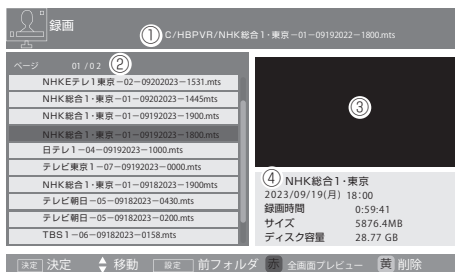 録画
① C/HBPVR/NHK総合1・東京−01−09192022−1800.mts
ページ 01/02 ②
NHKEテレ1東京−02−09202023−1531.mts
NHK総合1・東京−01−09202023−1445mts
NHK総合1・東京−01−09192023−1900.mts
NHK総合1・東京−01−09192023−1800.mts
日テレ1−04−09192023−1000.mts
テレビ東京1−07−09192023−0000.mts
NHK総合1・東京−01−09182023−1900mts
テレビ朝日−05−09182023−0430.mts
テレビ朝日−05−09182023−0200.mts
TBS1−06−09182023−0158.mts
③
④ NHK総合1・東京
2023/09/19(月) 18:00
録画時間 0:59:41
サイズ 5876.4MB
ディスク容量 28.77 GB
決定 決定 移動 設定 前フォルダ 赤 全画面プレビュー 黄 削除